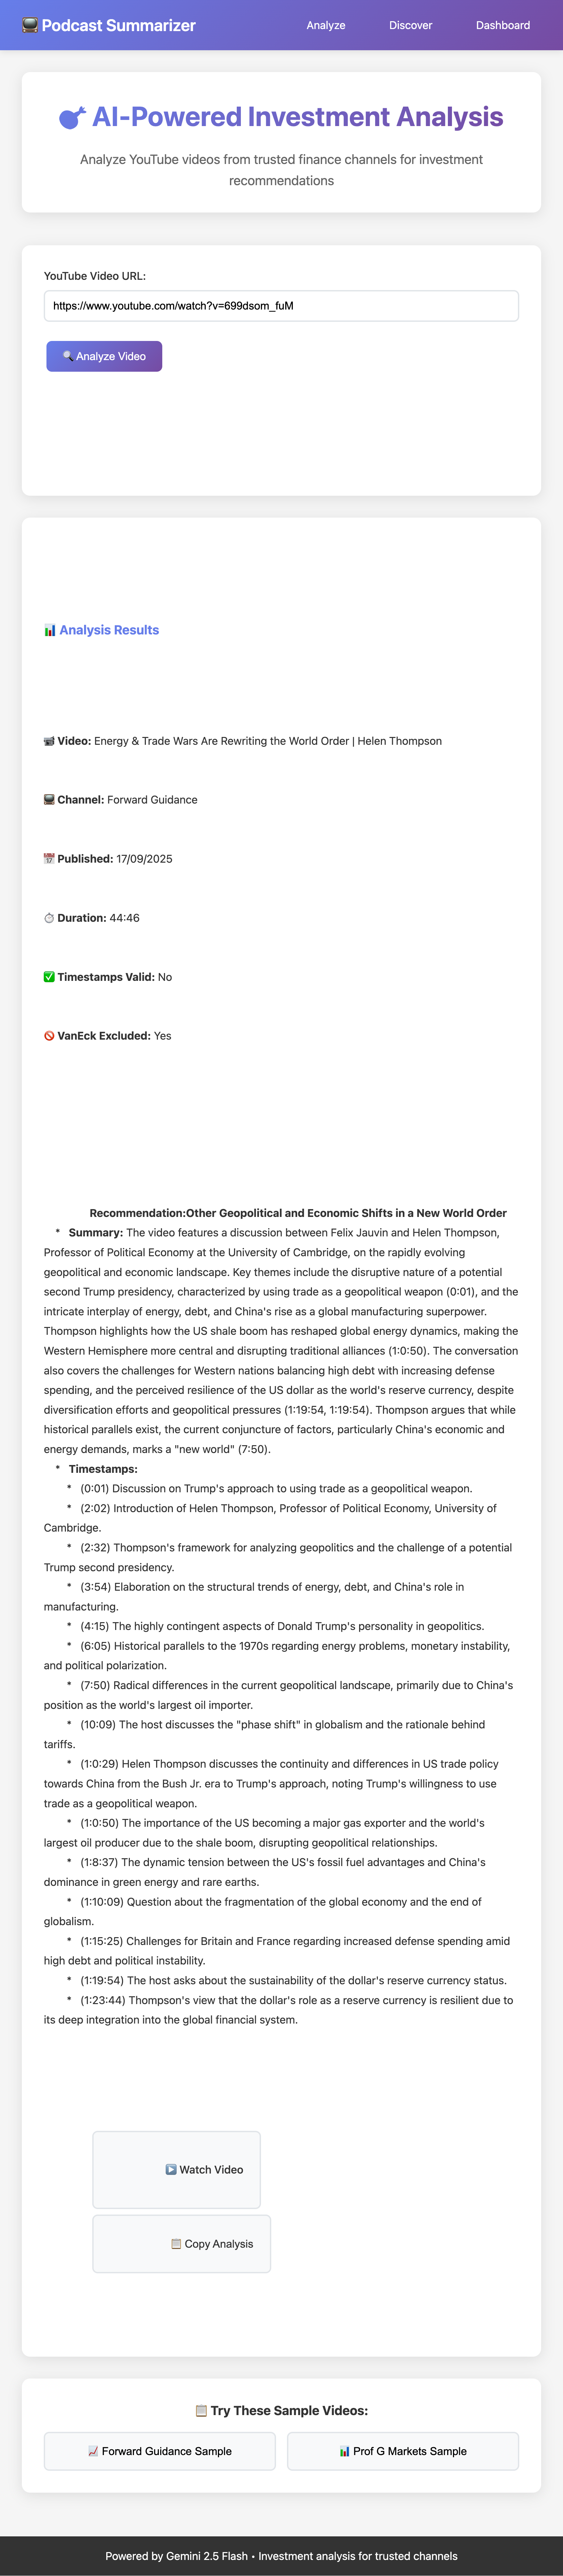 📺 Podcast Summarizer
Analyze
Discover
Dashboard
AI-Powered Investment Analysis
Analyze YouTube videos from trusted finance channels for investment
recommendations
YouTube Video URL:
https://www.youtube.com/watch?v=699dsom_fuM
🔍 Analyze Video
📊 Analysis Results
📹 Video: Energy & Trade Wars Are Rewriting the World Order | Helen Thompson
📺 Channel: Forward Guidance
📅 Published: 17/09/2025
⏱️ Duration: 44:46
✅ Timestamps Valid: No
🚫 VanEck Excluded: Yes
Recommendation:Other Geopolitical and Economic Shifts in a New World Order
* Summary: The video features a discussion between Felix Jauvin and Helen Thompson,
Professor of Political Economy at the University of Cambridge, on the rapidly evolving
geopolitical and economic landscape. Key themes include the disruptive nature of a potential
second Trump presidency, characterized by using trade as a geopolitical weapon (0:01), and the
intricate interplay of energy, debt, and China's rise as a global manufacturing superpower.
Thompson highlights how the US shale boom has reshaped global energy dynamics, making the
Western Hemisphere more central and disrupting traditional alliances (1:0:50). The conversation
also covers the challenges for Western nations balancing high debt with increasing defense
spending, and the perceived resilience of the US dollar as the world's reserve currency, despite
diversification efforts and geopolitical pressures (1:19:54, 1:19:54). Thompson argues that while
historical parallels exist, the current conjuncture of factors, particularly China's economic and
energy demands, marks a "new world" (7:50).
* Timestamps:
* (0:01) Discussion on Trump's approach to using trade as a geopolitical weapon.
* (2:02) Introduction of Helen Thompson, Professor of Political Economy, University of
Cambridge.
* (2:32) Thompson's framework for analyzing geopolitics and the challenge of a potential
Trump second presidency.
* (3:54) Elaboration on the structural trends of energy, debt, and China's role in
manufacturing.
* (4:15) The highly contingent aspects of Donald Trump's personality in geopolitics.
* (6:05) Historical parallels to the 1970s regarding energy problems, monetary instability,
and political polarization.
* (7:50) Radical differences in the current geopolitical landscape, primarily due to China's
position as the world's largest oil importer.
* (10:09) The host discusses the "phase shift" in globalism and the rationale behind
tariffs.
* (1:0:29) Helen Thompson discusses the continuity and differences in US trade policy
towards China from the Bush Jr. era to Trump's approach, noting Trump's willingness to use
trade as a geopolitical weapon.
* (1:0:50) The importance of the US becoming a major gas exporter and the world's
largest oil producer due to the shale boom, disrupting geopolitical relationships.
* (1:8:37) The dynamic tension between the US's fossil fuel advantages and China's
dominance in green energy and rare earths.
* (1:10:09) Question about the fragmentation of the global economy and the end of
globalism.
* (1:15:25) Challenges for Britain and France regarding increased defense spending amid
high debt and political instability.
* (1:19:54) The host asks about the sustainability of the dollar's reserve currency status.
* (1:23:44) Thompson's view that the dollar's role as a reserve currency is resilient due to
its deep integration into the global financial system.
▶️ Watch Video
📋 Copy Analysis
📋 Try These Sample Videos:
📈 Forward Guidance Sample
📊 Prof G Markets Sample
Powered by Gemini 2.5 Flash • Investment analysis for trusted channels